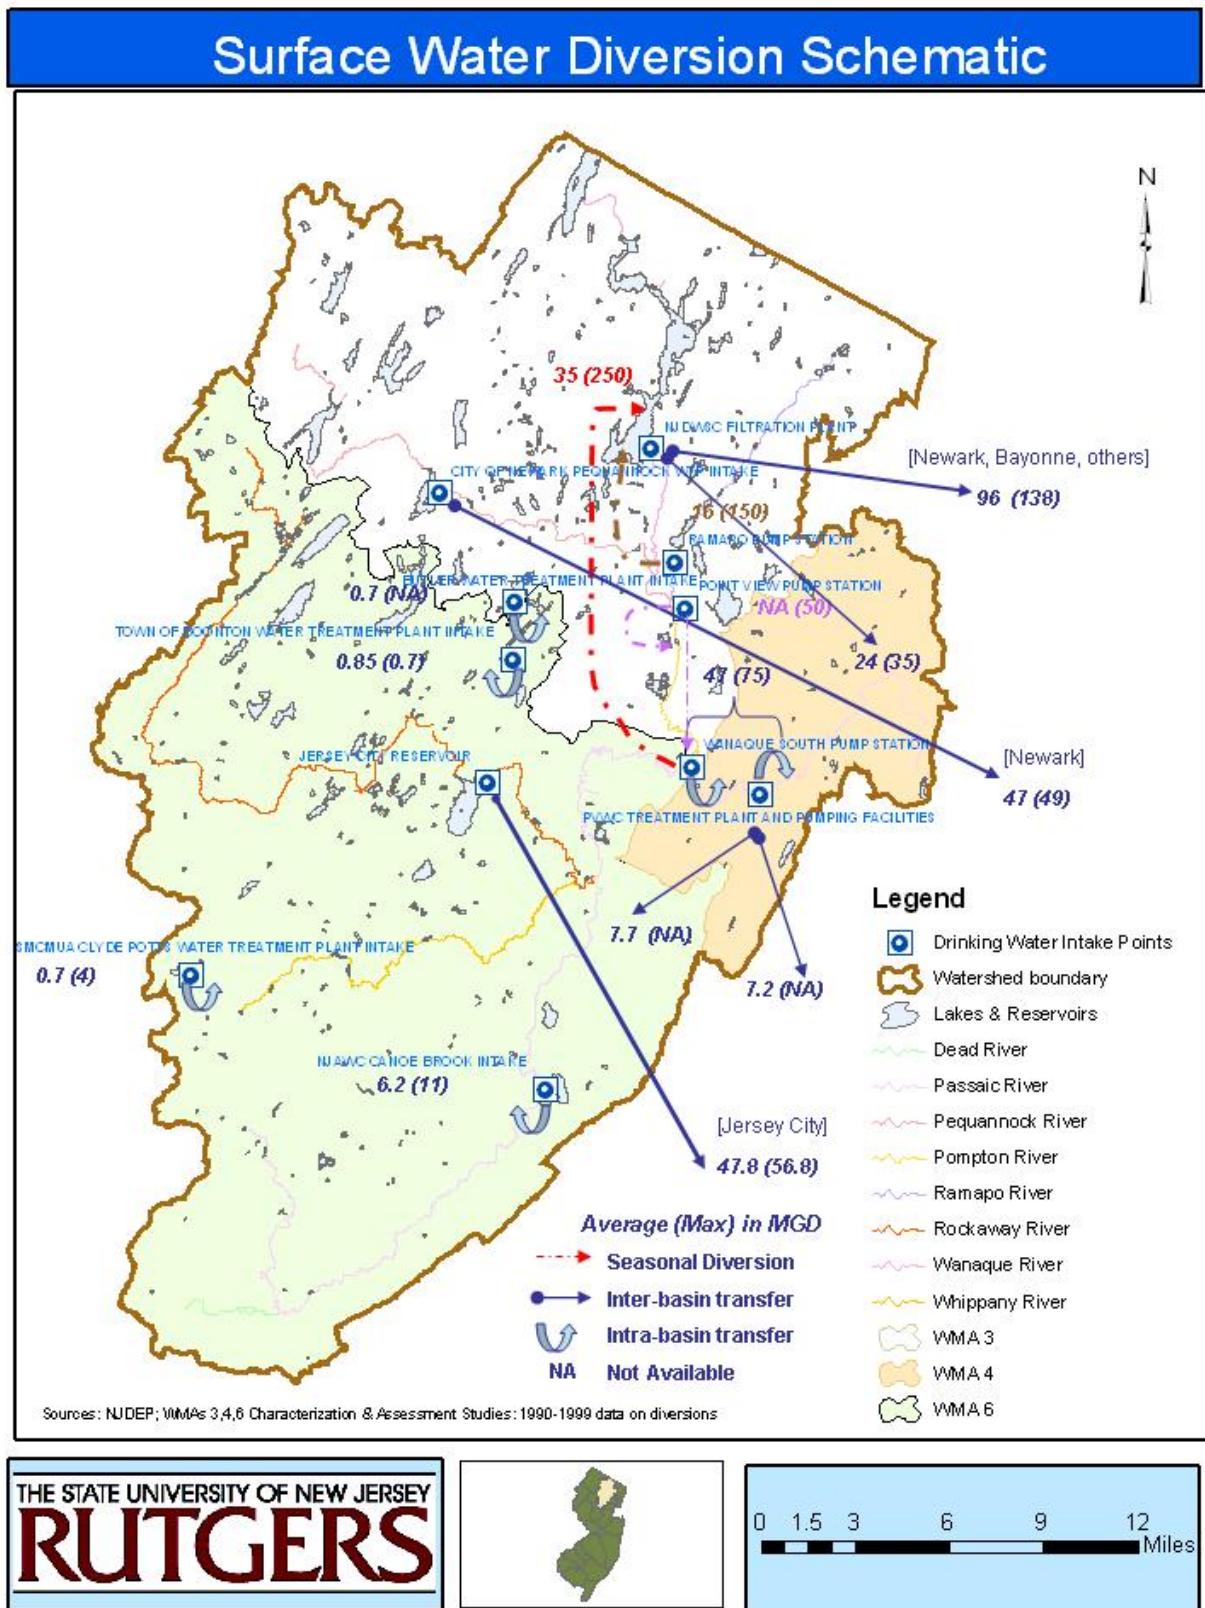 Surface Water Diversion Schematic
N
35 (250)
NJDWSC FILTRATION PLANT
[Newark, Bayonne, others]
CITY OF NEWARK PEQUANNOCK WTP INTAKE
96 (138)
16 (150)
RAMAPO PUMP STATION
BUTLER WATER TREATMENT PLANT INTAKE
POINT VIEW PUMP STATION
0.7 (NA)
NA (50)
TOWN OF BOONTON WATER TREATMENT PLANT INTAKE
0.85 (0.7)
24 (35)
47 (75)
WANAQUE SOUTH PUMP STATION
JERSEY CITY RESERVOIR
[Newark]
47 (49)
PVWC TREATMENT PLANT AND PUMPING FACILITIES
7.7 (NA)
SMCMUA CLYDE POTTS WATER TREATMENT PLANT INTAKE
0.7 (4)
7.2 (NA)
NJAWC CANOE BROOK INTAKE
6.2 (11)
[Jersey City]
47.8 (56.8)
Legend
Drinking Water Intake Points
Watershed boundary
Lakes & Reservoirs
Dead River
Passaic River
Pequannock River
Pompton River
Ramapo River
Rockaway River
Wanaque River
Whippany River
WMA 3
WMA 4
WMA 6
Average (Max) in MGD
Seasonal Diversion
Inter-basin transfer
Intra-basin transfer
NA Not Available
Sources: NJDEP; WMAs 3,4,6 Characterization & Assessment Studies: 1990-1999 data on diversions
THE STATE UNIVERSITY OF NEW JERSEY
RUTGERS
0 1.5 3 6 9 12
Miles